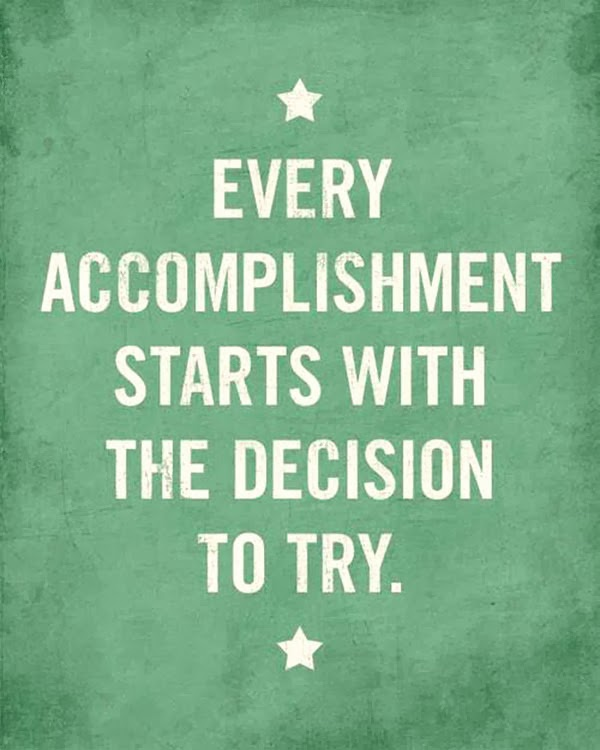 EVERY
ACCOMPLISHMENT
STARTS WITH
THE DECISION
TO TRY.